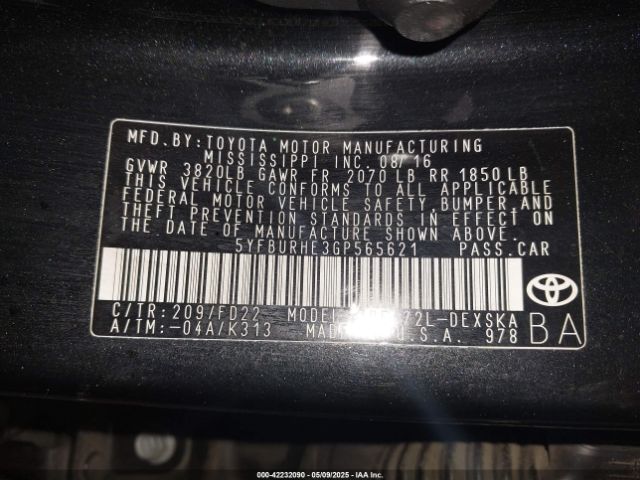 MFD. BY: TOYOTA MOTOR MANUFACTURING
MISSISSIPPI INC. 08/16
GVWR 3820LB GAWR FR 2070 LB RR 1850 LB
THIS VEHICLE CONFORMS TO ALL APPLICABLE
FEDERAL MOTOR VEHICLE SAFETY, BUMPER, AND
THEFT PREVENTION STANDARDS IN EFFECT ON
THE DATE OF MANUFACTURE SHOWN ABOVE.
5YFBURHE3GP565621 PASS.CAR
C/TR: 209/FD22 MODEL: L-DEXSKA
A/TM: -04A/K313 U.S.A. 978
BA
000-42232090 - 05/09/2025 - IAA Inc.